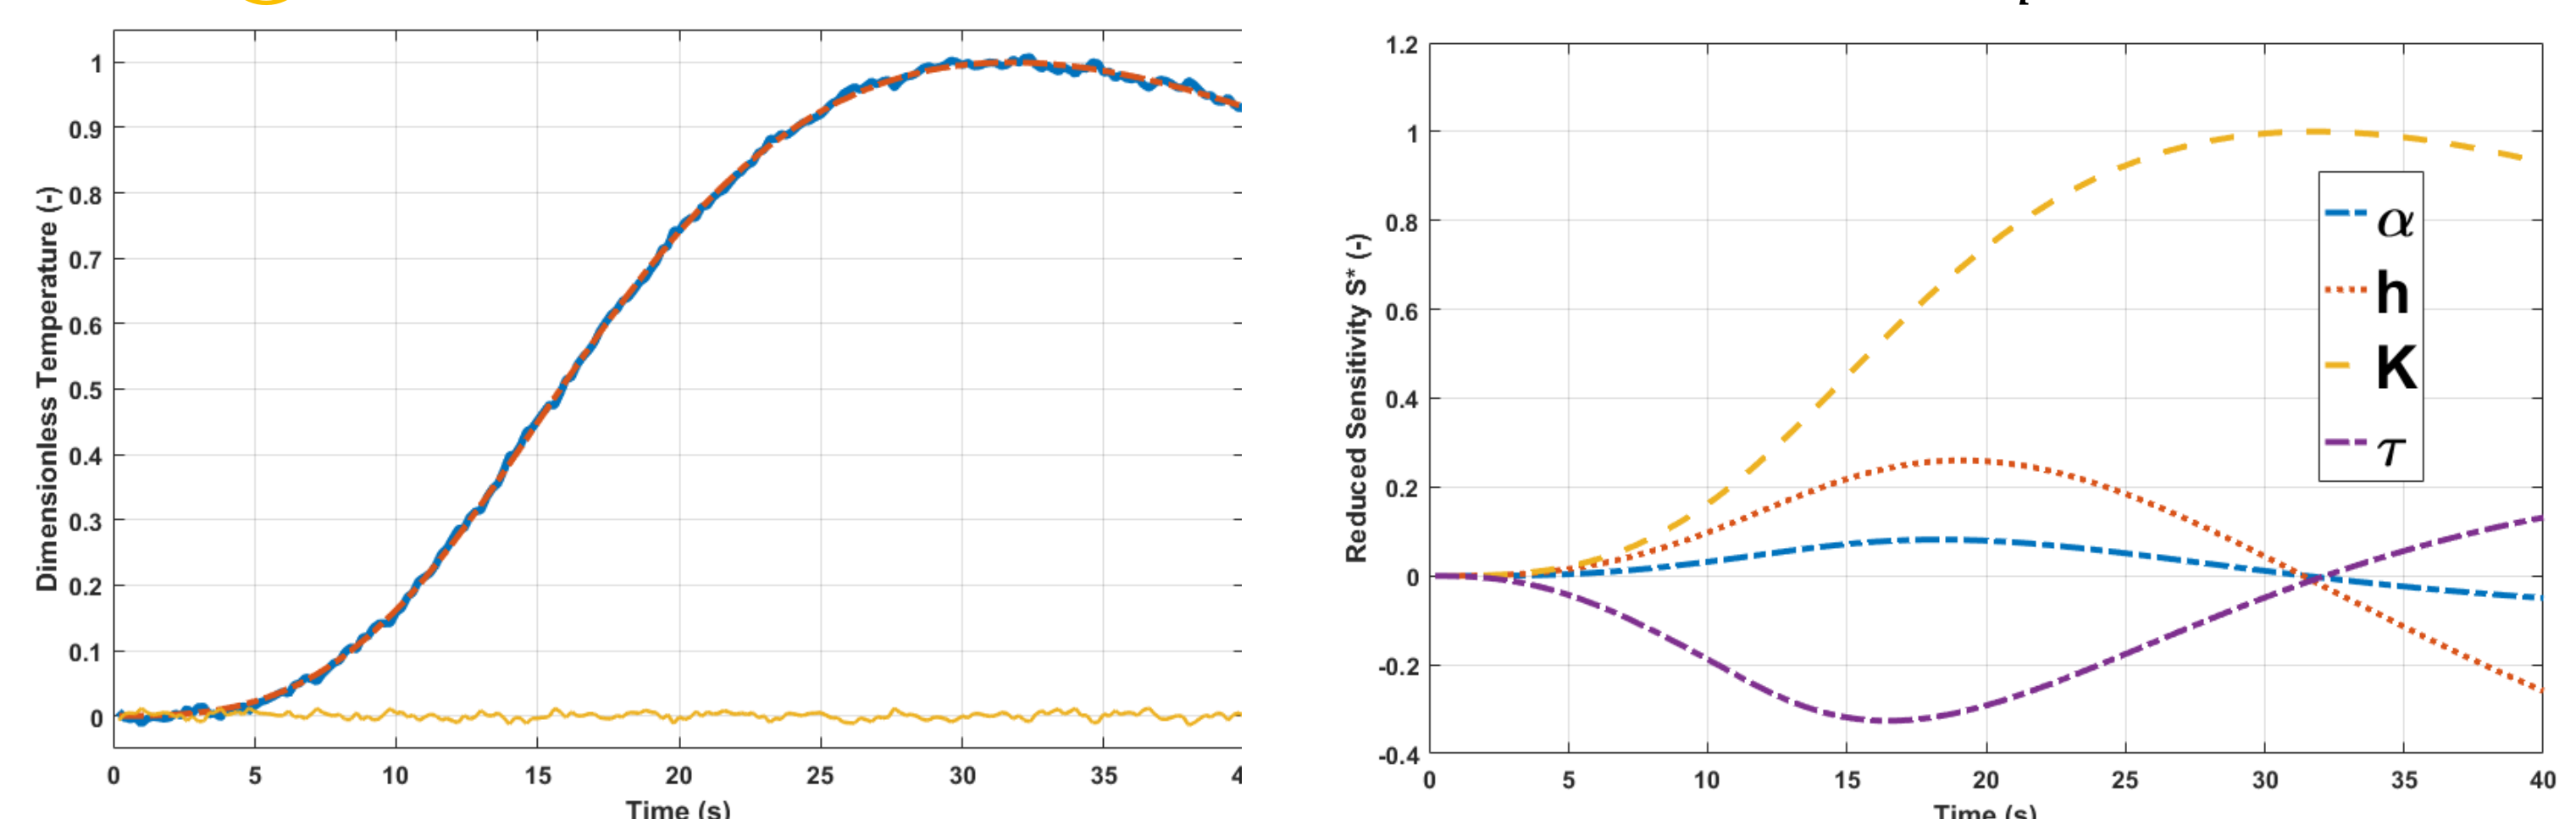 Dimensionless Temperature (-)
1
0.9
0.8
0.7
0.6
0.5
0.4
0.3
0.2
0.1
0
0 5 10 15 20 25 30 35 4
Time (s)
Reduced Sensitivity S* (-)
1.2
1
0.8
0.6
0.4
0.2
0
-0.2
-0.4
0 5 10 15 20 25 30 35 40
Time (s)
α
h
K
τ